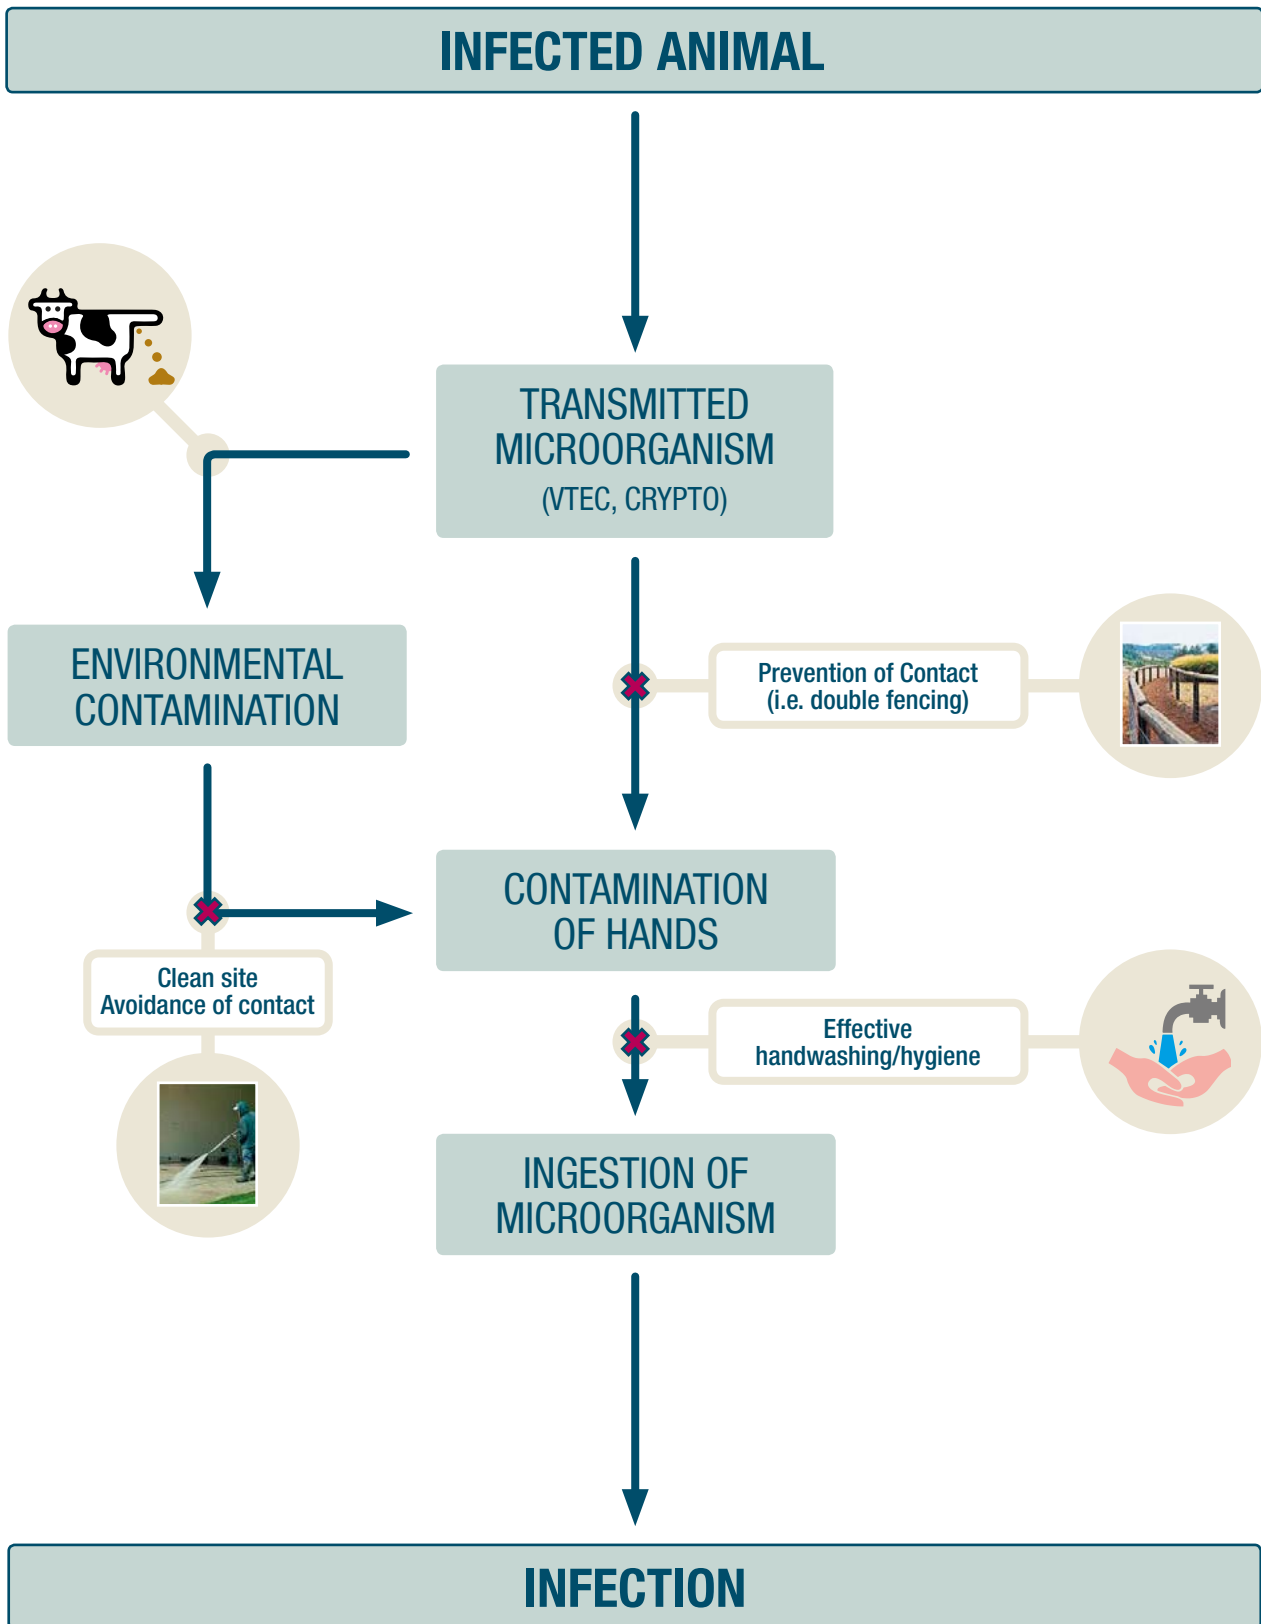 INFECTED ANIMAL
TRANSMITTED
MICROORGANISM
(VTEC, CRYPTO)
ENVIRONMENTAL
CONTAMINATION
Prevention of Contact
(i.e. double fencing)
CONTAMINATION
OF HANDS
Clean site
Avoidance of contact
Effective
handwashing/hygiene
INGESTION OF
MICROORGANISM
INFECTION